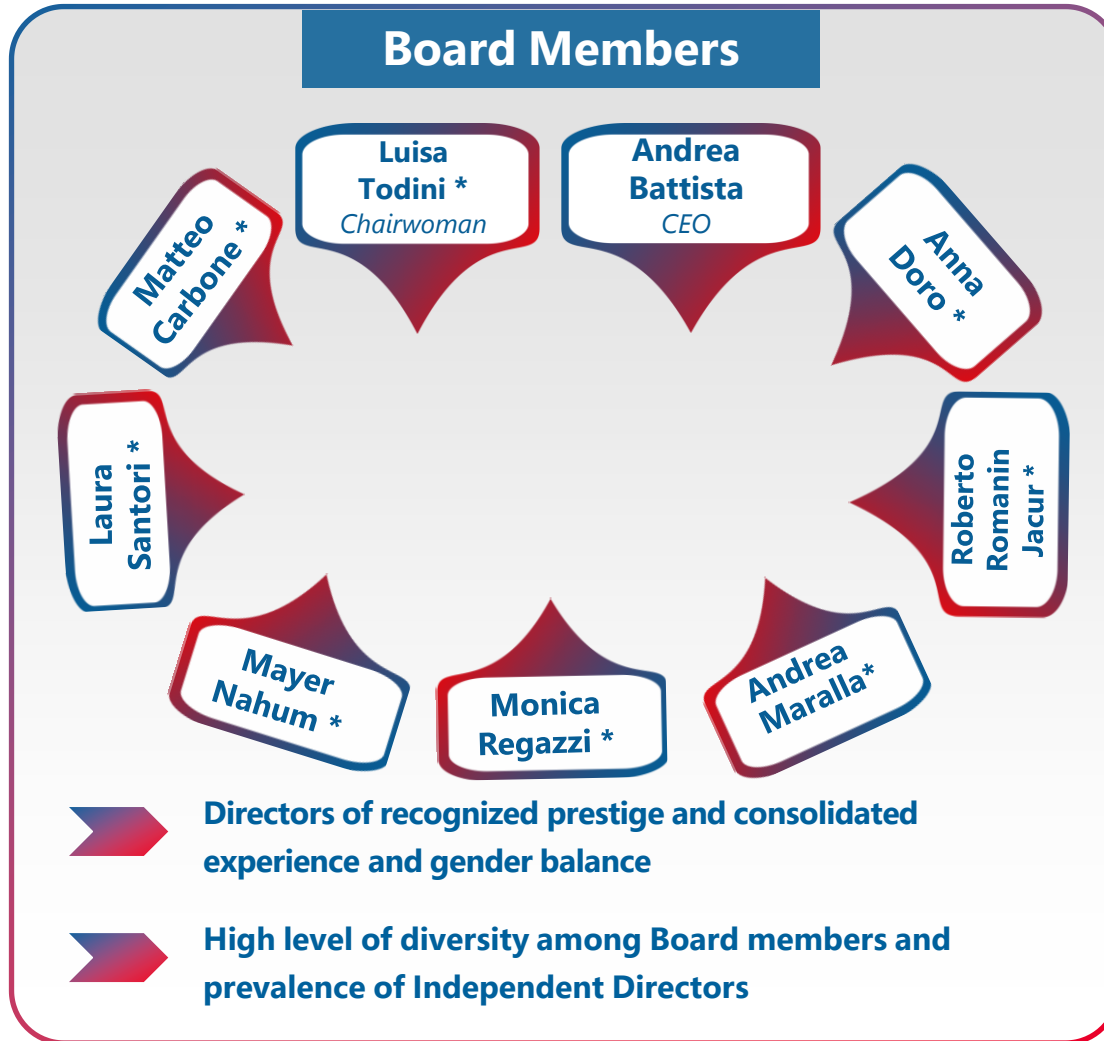 Board Members
Luisa
Todini *
Chairwoman
Andrea
Battista
CEO
Matteo
Carbone *
Anna
Doro *
Laura
Santori *
Roberto
Romanin
Jacur *
Mayer
Nahum *
Monica
Regazzi *
Andrea
Maralla*
Directors of recognized prestige and consolidated
experience and gender balance
High level of diversity among Board members and
prevalence of Independent Directors